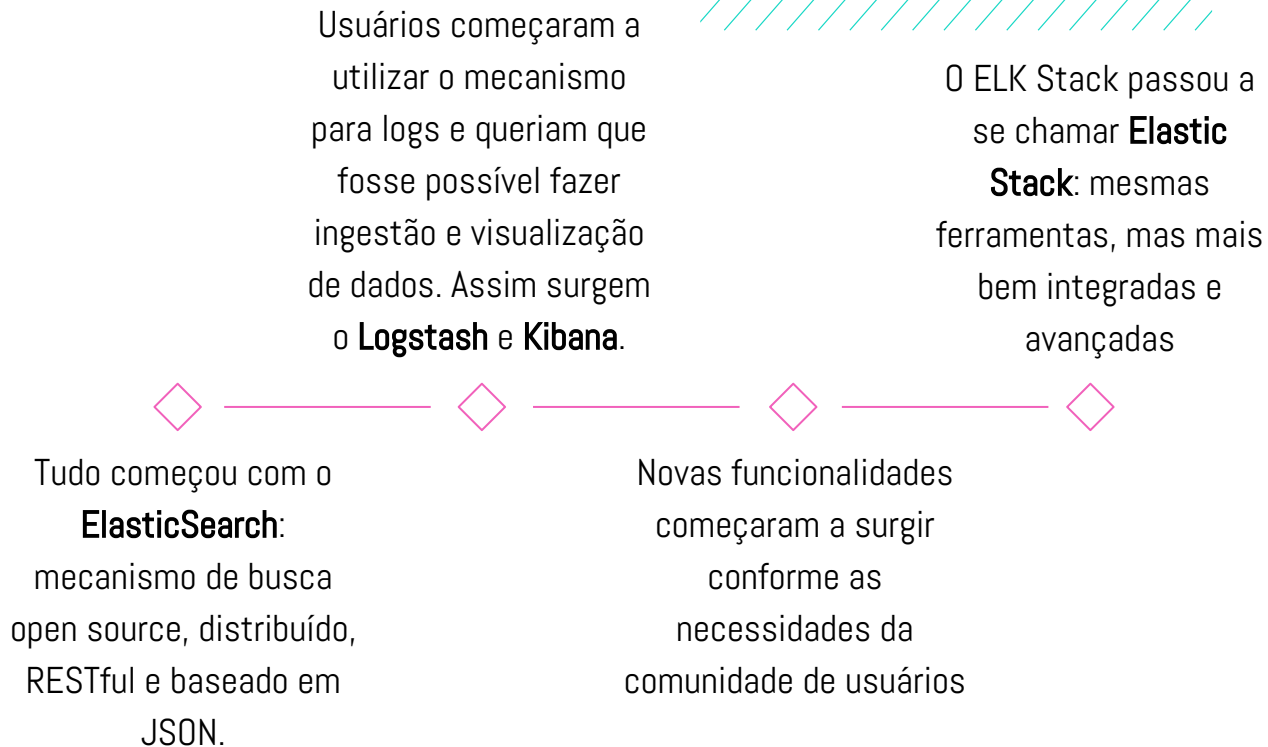 Tudo começou com o
ElasticSearch:
mecanismo de busca
open source, distribuído,
RESTful e baseado em
JSON.
Usuários começaram a
utilizar o mecanismo
para logs e queriam que
fosse possível fazer
ingestão e visualização
de dados. Assim surgem
o Logstash e Kibana.
Novas funcionalidades
começaram a surgir
conforme as
necessidades da
comunidade de usuários
O ELK Stack passou a
se chamar Elastic
Stack: mesmas
ferramentas, mas mais
bem integradas e
avançadas